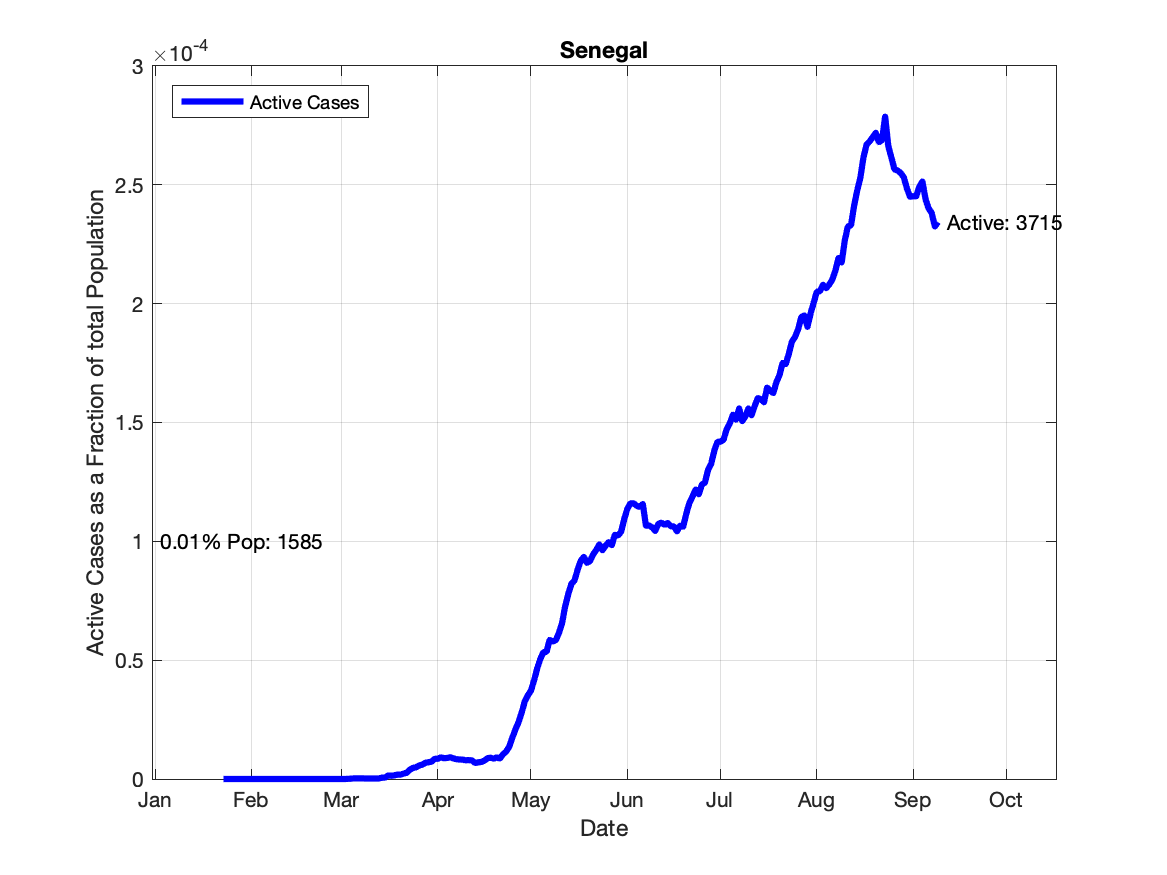 Senegal
×10-4
3
2.5
2
1.5
1
0.5
0
Active Cases as a Fraction of total Population
Active Cases
Active: 3715
0.01% Pop: 1585
Jan Feb Mar Apr May Jun Jul Aug Sep Oct
Date